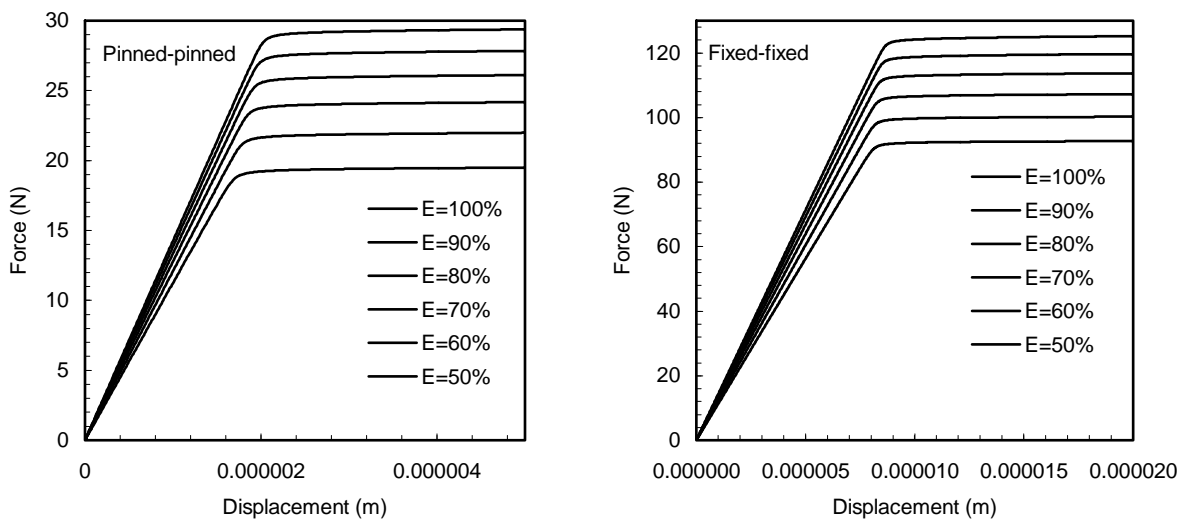 30
25
20
15
10
5
0
Force (N)
Pinned-pinned
E=100%
E=90%
E=80%
E=70%
E=60%
E=50%
0 0.000002 0.000004
Displacement (m)
120
100
80
60
40
20
0
Force (N)
Fixed-fixed
E=100%
E=90%
E=80%
E=70%
E=60%
E=50%
0.000000 0.000005 0.000010 0.000015 0.000020
Displacement (m)